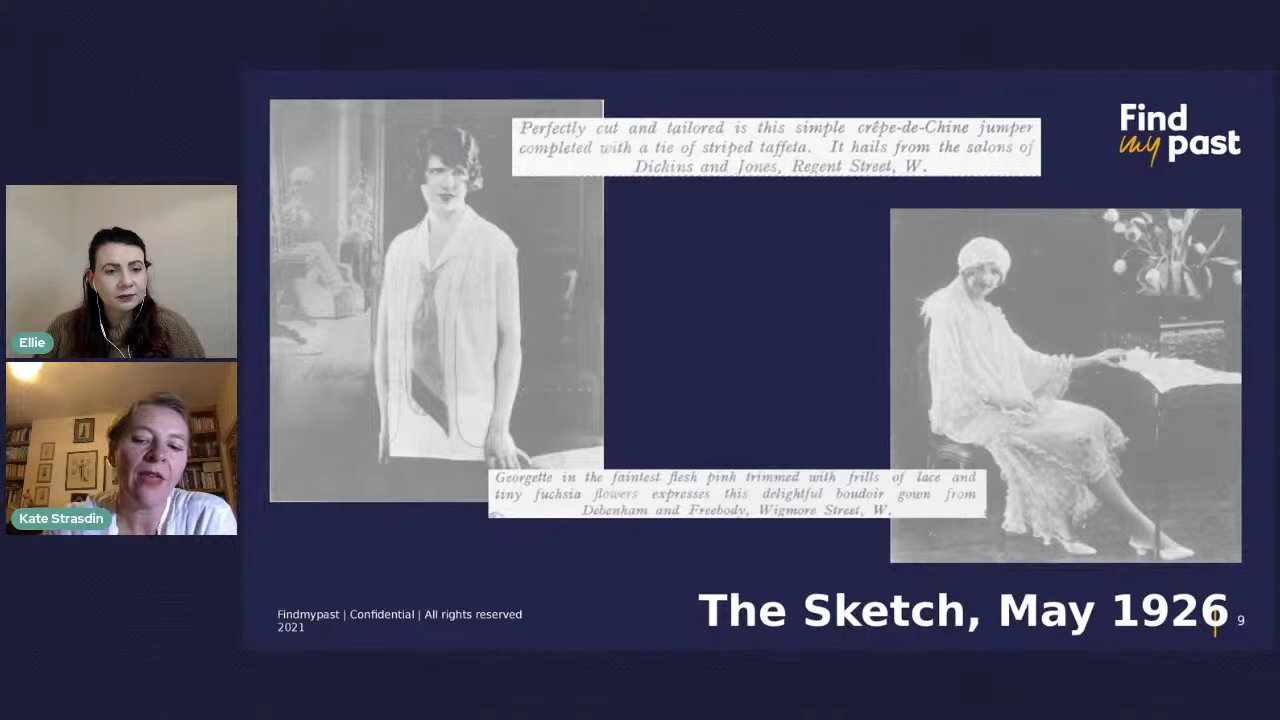 Find
my past
Perfectly cut and tailored is this simple crêpe-de-Chine jumper
completed with a tie of striped taffeta. It hails from the salons of
Dickins and Jones, Regent Street, W.
Ellie
Kate Strasdin
Georgette in the faintest flesh pink trimmed with frills of lace and
tiny fuchsia flowers expresses this delightful boudoir gown from
Debenham and Freebody, Wigmore Street, W.
The Sketch, May 1926
Findmypast | Confidential | All rights reserved
2021
9